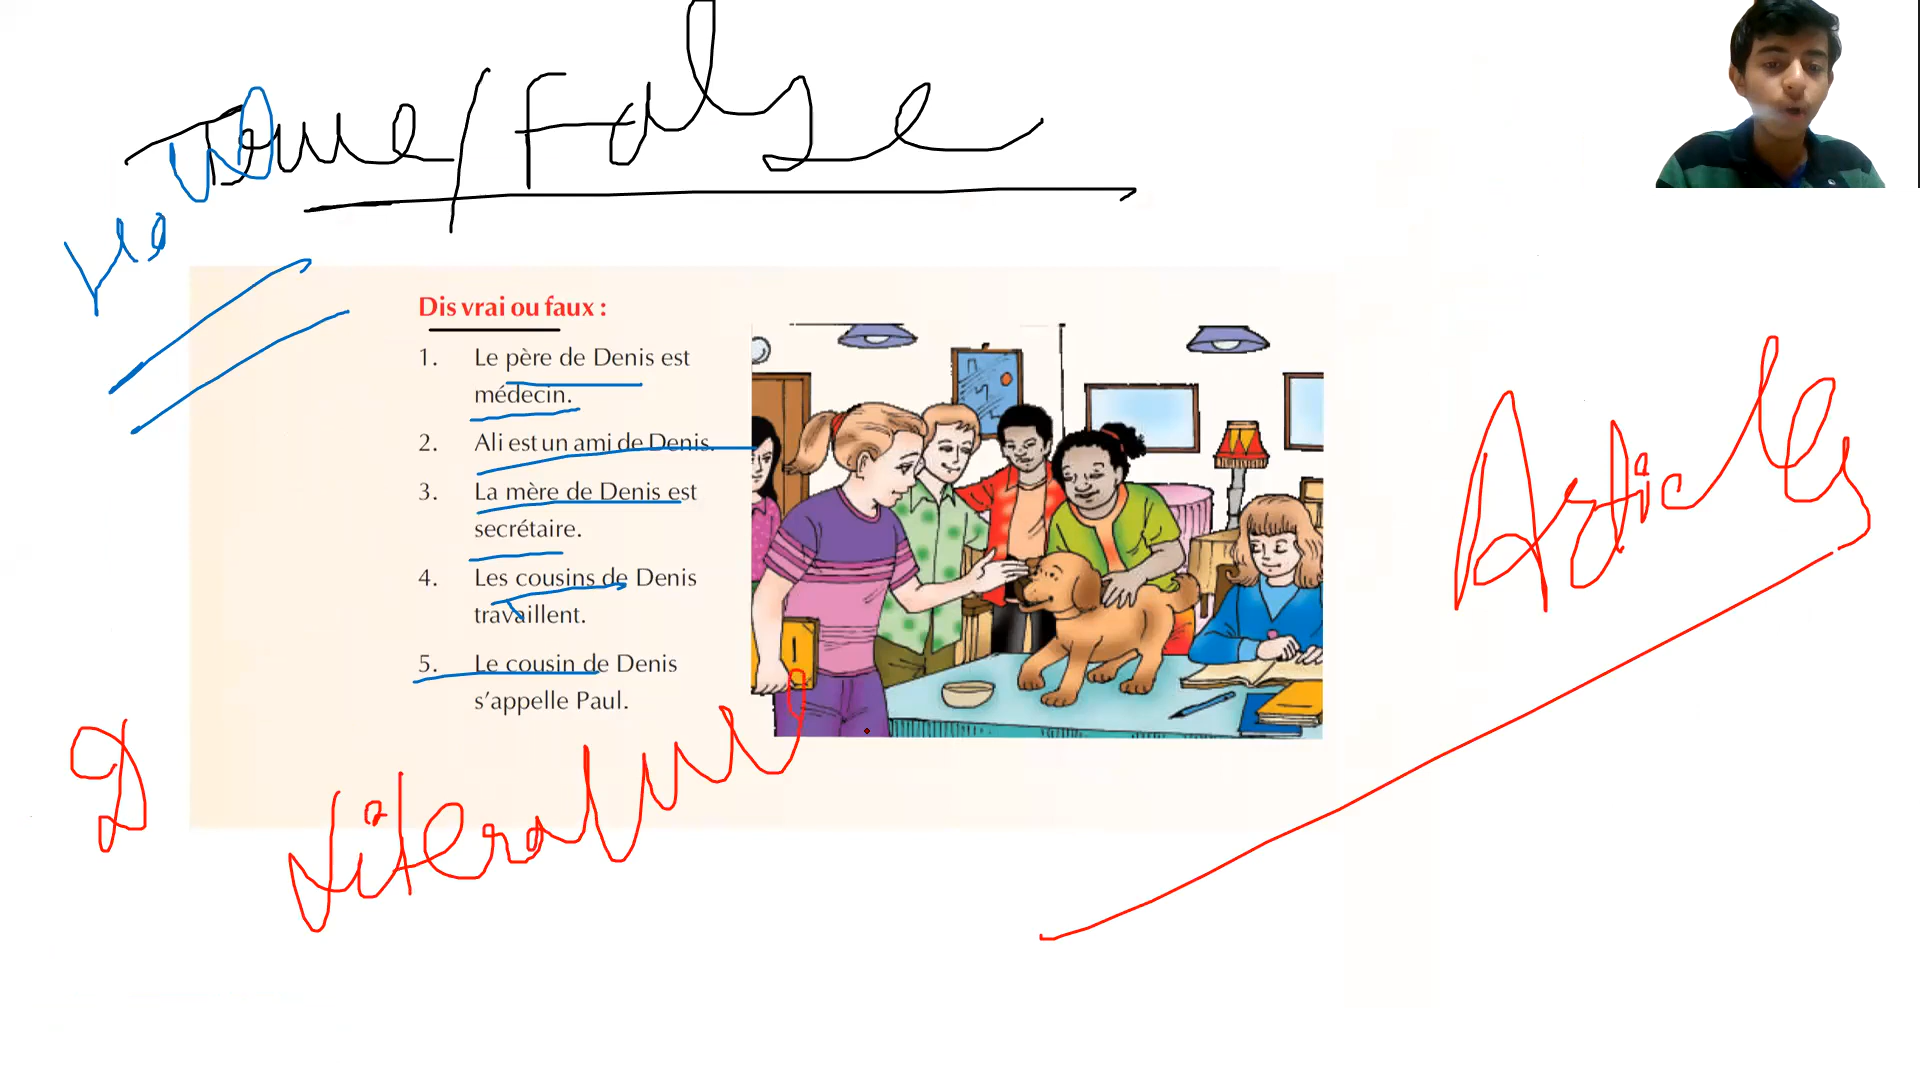 True/False
Dis vrai ou faux :
1. Le père de Denis est
médecin.
2. Ali est un ami de Denis.
3. La mère de Denis est
secrétaire.
4. Les cousins de Denis
travaillent.
5. Le cousin de Denis
s'appelle Paul.
Articles